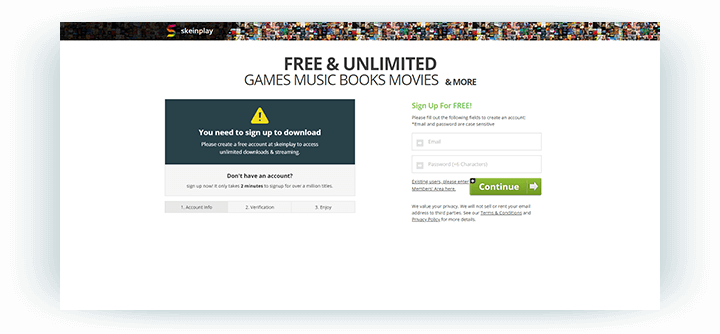 skeinplay
FREE & UNLIMITED
GAMES MUSIC BOOKS MOVIES & MORE
You need to sign up to download
Please create a free account at skeinplay to access
unlimited downloads & streaming.
Don't have an account?
sign up now! It only takes 2 minutes to signup for over a million titles.
1. Account Info 2. Verification 3. Enjoy
Sign Up For FREE!
Please fill out the following fields to create an account:
*Email and password are case sensitive
Email
Password (>6 Characters)
Existing users, please enter
Members' Area here.
Continue
We value your privacy. We will not sell or rent your email
address to third parties. See our Terms & Conditions and
Privacy Policy for more details.